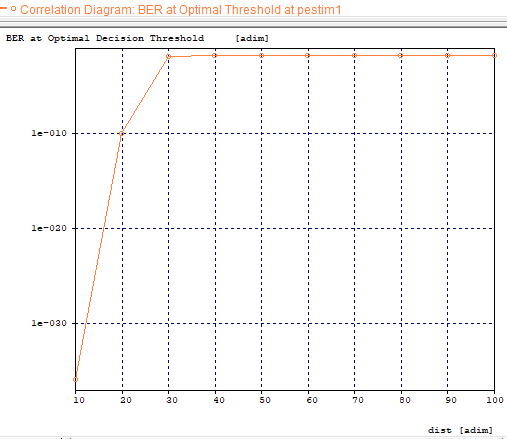 Correlation Diagram: BER at Optimal Threshold at pestim1
BER at Optimal Decision Threshold [adim]
1e-010
1e-020
1e-030
10 20 30 40 50 60 70 80 90 100
dist [adim]